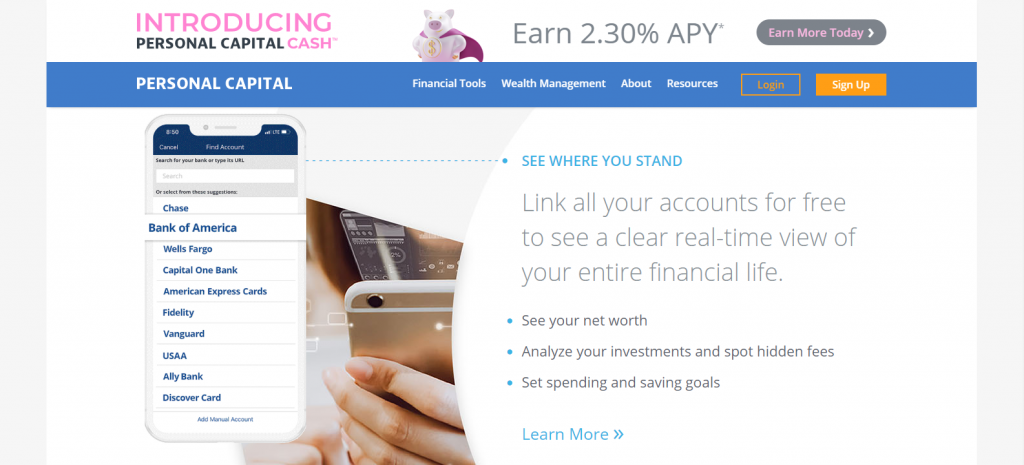 INTRODUCING
PERSONAL CAPITAL CASH™
Earn 2.30% APY*
Earn More Today ❯
PERSONAL CAPITAL
Financial Tools
Wealth Management
About
Resources
Login
Sign Up
8:50
LTE
Cancel
Find Account
Search for your bank or type its URL
Search
Or select from these suggestions:
Chase
Bank of America
Wells Fargo
Capital One Bank
American Express Cards
Fidelity
Vanguard
USAA
Ally Bank
Discover Card
Add Manual Account
SEE WHERE YOU STAND
Link all your accounts for free
to see a clear real-time view of
your entire financial life.
• See your net worth
• Analyze your investments and spot hidden fees
• Set spending and saving goals
Learn More »